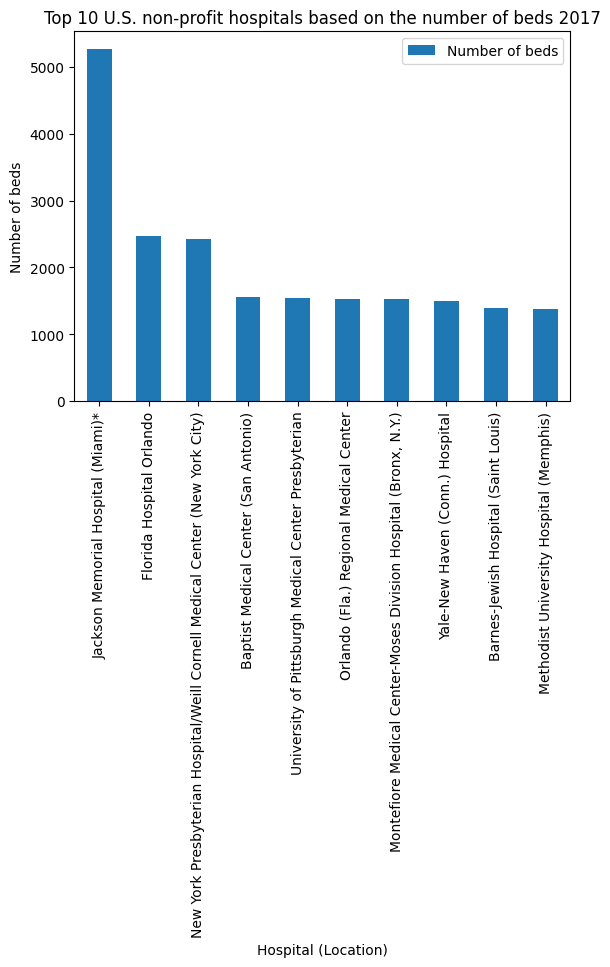 Top 10 U.S. non-profit hospitals based on the number of beds 2017
Number of beds
Number of beds
5000
4000
3000
2000
1000
0
Jackson Memorial Hospital (Miami)*
Florida Hospital Orlando
New York Presbyterian Hospital/Weill Cornell Medical Center (New York City)
Baptist Medical Center (San Antonio)
University of Pittsburgh Medical Center Presbyterian
Orlando (Fla.) Regional Medical Center
Montefiore Medical Center-Moses Division Hospital (Bronx, N.Y.)
Yale-New Haven (Conn.) Hospital
Barnes-Jewish Hospital (Saint Louis)
Methodist University Hospital (Memphis)
Hospital (Location)